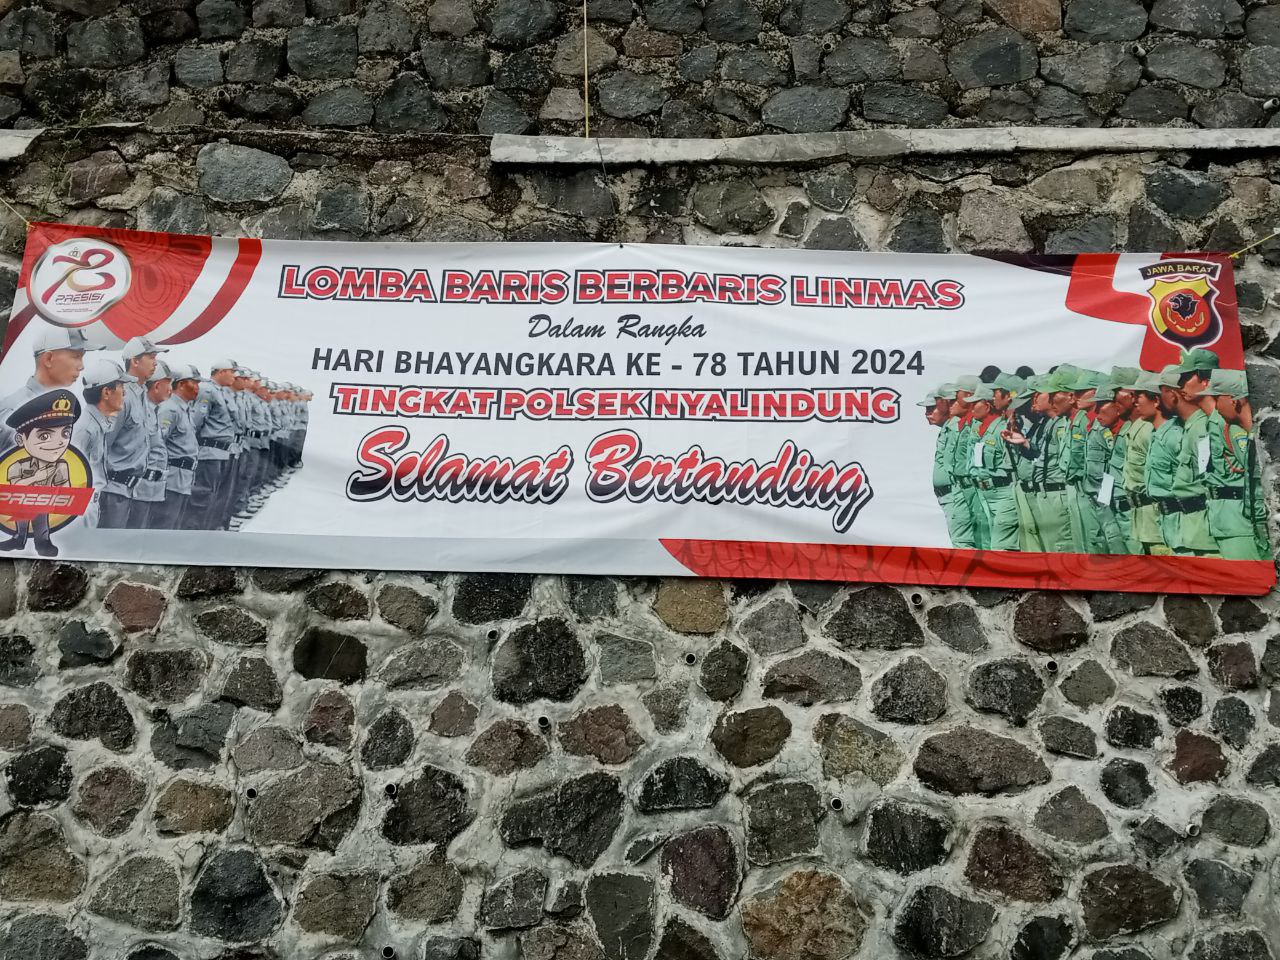 78
PRESISI
JAWA BARAT
LOMBA BARIS BERBARIS LINMAS
Dalam Rangka
HARI BHAYANGKARA KE - 78 TAHUN 2024
TINGKAT POLSEK NYALINDUNG
Selamat Bertanding
PRESISI